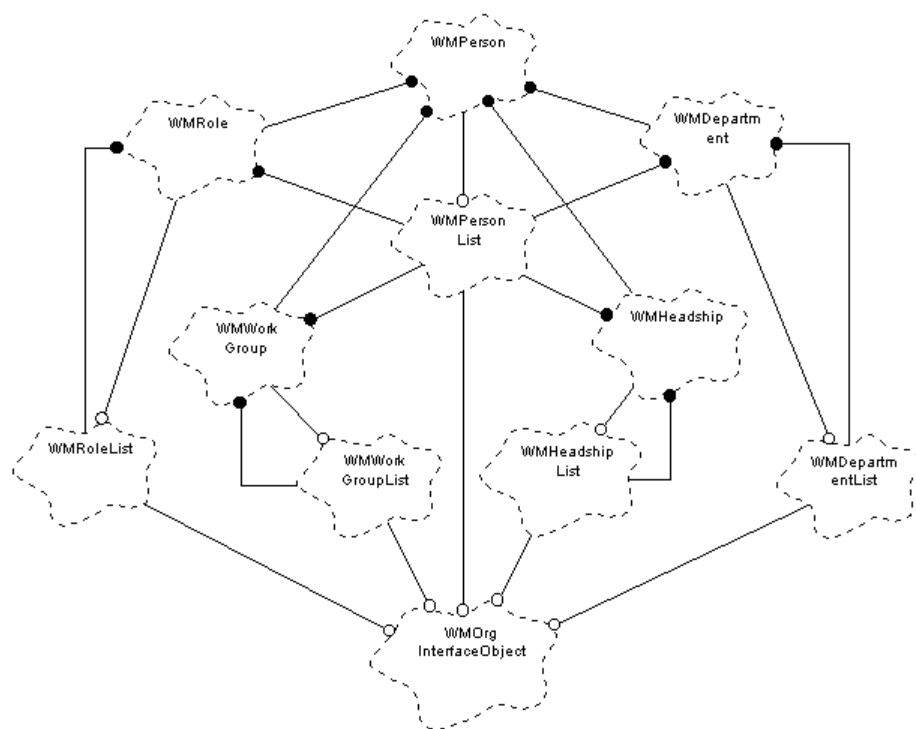 WMPerson
WMRole
WMDepartm
ent
WMPerson
List
WMWork
Group
WMHeadship
WMRoleList
WMWork
GroupList
WMHeadship
List
WMDepartm
entList
WMOrg
InterfaceObject